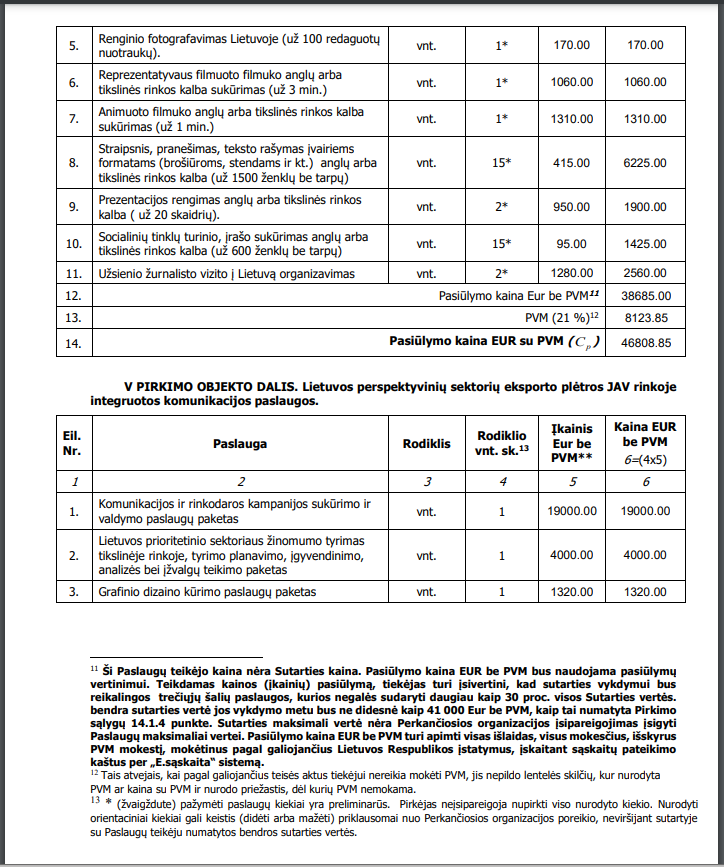 5. Renginio fotografavimas Lietuvoje (už 100 redaguotų nuotraukų). vnt. 1* 170.00 170.00
6. Reprezentatyvaus filmuoto filmuko anglų arba tikslinės rinkos kalba sukūrimas (už 3 min.) vnt. 1* 1060.00 1060.00
7. Animuoto filmuko anglų arba tikslinės rinkos kalba sukūrimas (už 1 min.) vnt. 1* 1310.00 1310.00
8. Straipsnis, pranešimas, teksto rašymų įvairiems formatams (brošiūroms, stendams ir kt.) anglų arba tikslinės rinkos kalba (už 1500 ženklų be tarpų) vnt. 15* 415.00 6225.00
9. Prezentacijos rengimas anglų arba tikslinės rinkos kalba ( už 20 skaidrių). vnt. 2* 950.00 1900.00
10. Socialinių tinklų turinio, įrašo sukūrimas anglų arba tikslinės rinkos kalba (už 600 ženklų be tarpų) vnt. 15* 95.00 1425.00
11. Užsienio žurnalisto vizito į Lietuvą organizavimas vnt. 2* 1280.00 2560.00
12. Pasiūlymo kaina Eur be PVM11 38685.00
13. PVM (21 %)12 8123.85
14. Pasiūlymo kaina EUR su PVM (Cp) 46808.85
V PIRKIMO OBJEKTO DALIS. Lietuvos perspektyvinių sektorių eksporto plėtros JAV rinkoje
integruotos komunikacijos paslaugos.
Eil. Nr. Paslauga Rodiklis Rodiklio vnt. sk.13 Įkainis Eur be PVM** Kaina EUR be PVM 6=(4x5)
1 2 3 4 5 6
1. Komunikacijos ir rinkodaros kampanijos sukūrimo ir valdymo paslaugų paketas vnt. 1 19000.00 19000.00
2. Lietuvos prioritetinio sektoriaus žinomumo tyrimas tikslinėje rinkoje, tyrimo planavimo, įgyvendinimo, analizės bei įžvalgų teikimo paketas vnt. 1 4000.00 4000.00
3. Grafinio dizaino kūrimo paslaugų paketas vnt. 1 1320.00 1320.00
11 Ši Paslaugų teikėjo kaina nėra Sutarties kaina. Pasiūlymo kaina EUR be PVM bus naudojama pasiūlymų
vertinimui. Teikdamas kainos (įkainių) pasiūlymą, tiekėjas turi įsivertini, kad sutarties vykdymui bus
reikalingos trečiųjų šalių paslaugos, kurios negalės sudaryti daugiau kaip 30 proc. visos Sutarties vertės.
bendra sutarties vertė jos vykdymo metu bus ne didesnė kaip 41 000 Eur be PVM, kaip tai numatyta Pirkimo
sąlygų 14.1.4 punkte. Sutarties maksimali vertė nėra Perkančiosios organizacijos įsipareigojimas įsigyti
Paslaugų maksimaliai vertei. Pasiūlymo kaina EUR be PVM turi apimti visas išlaidas, visus mokesčius, išskyrus
PVM mokestį, mokėtinus pagal galiojančius Lietuvos Respublikos įstatymus, įskaitant sąskaitų pateikimo
kaštus per „E.sąskaita“ sistemą.
12 Tais atvejais, kai pagal galiojančius teisės aktus tiekėjui nereikia mokėti PVM, jis nepildo lentelės skilčių, kur nurodyta
PVM ar kaina su PVM ir nurodo priežastis, dėl kurių PVM nemokama.
13 * (žvaigždute) pažymėti paslaugų kiekiai yra preliminarūs. Pirkėjas neįsipareigoja nupirkti viso nurodyto kiekio. Nurodyti
orientaciniai kiekiai gali keistis (didėti arba mažėti) priklausomai nuo Perkančiosios organizacijos poreikio, neviršijant sutartyje
su Paslaugų teikėju numatytos bendros sutarties vertės.